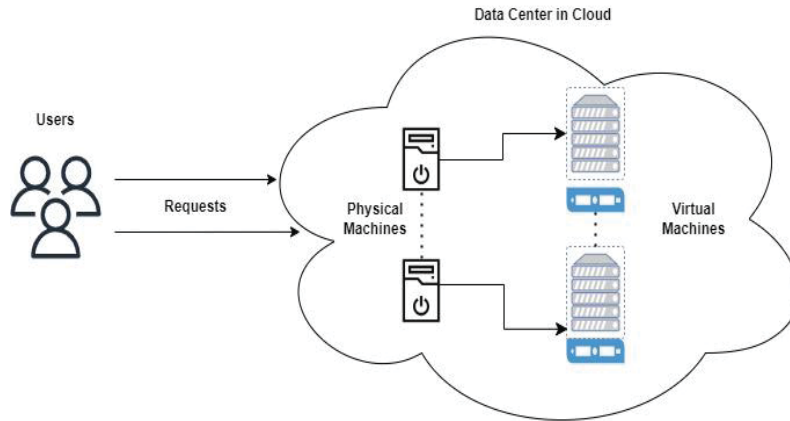 Data Center in Cloud
Users
Requests
Physical
Machines
Virtual
Machines